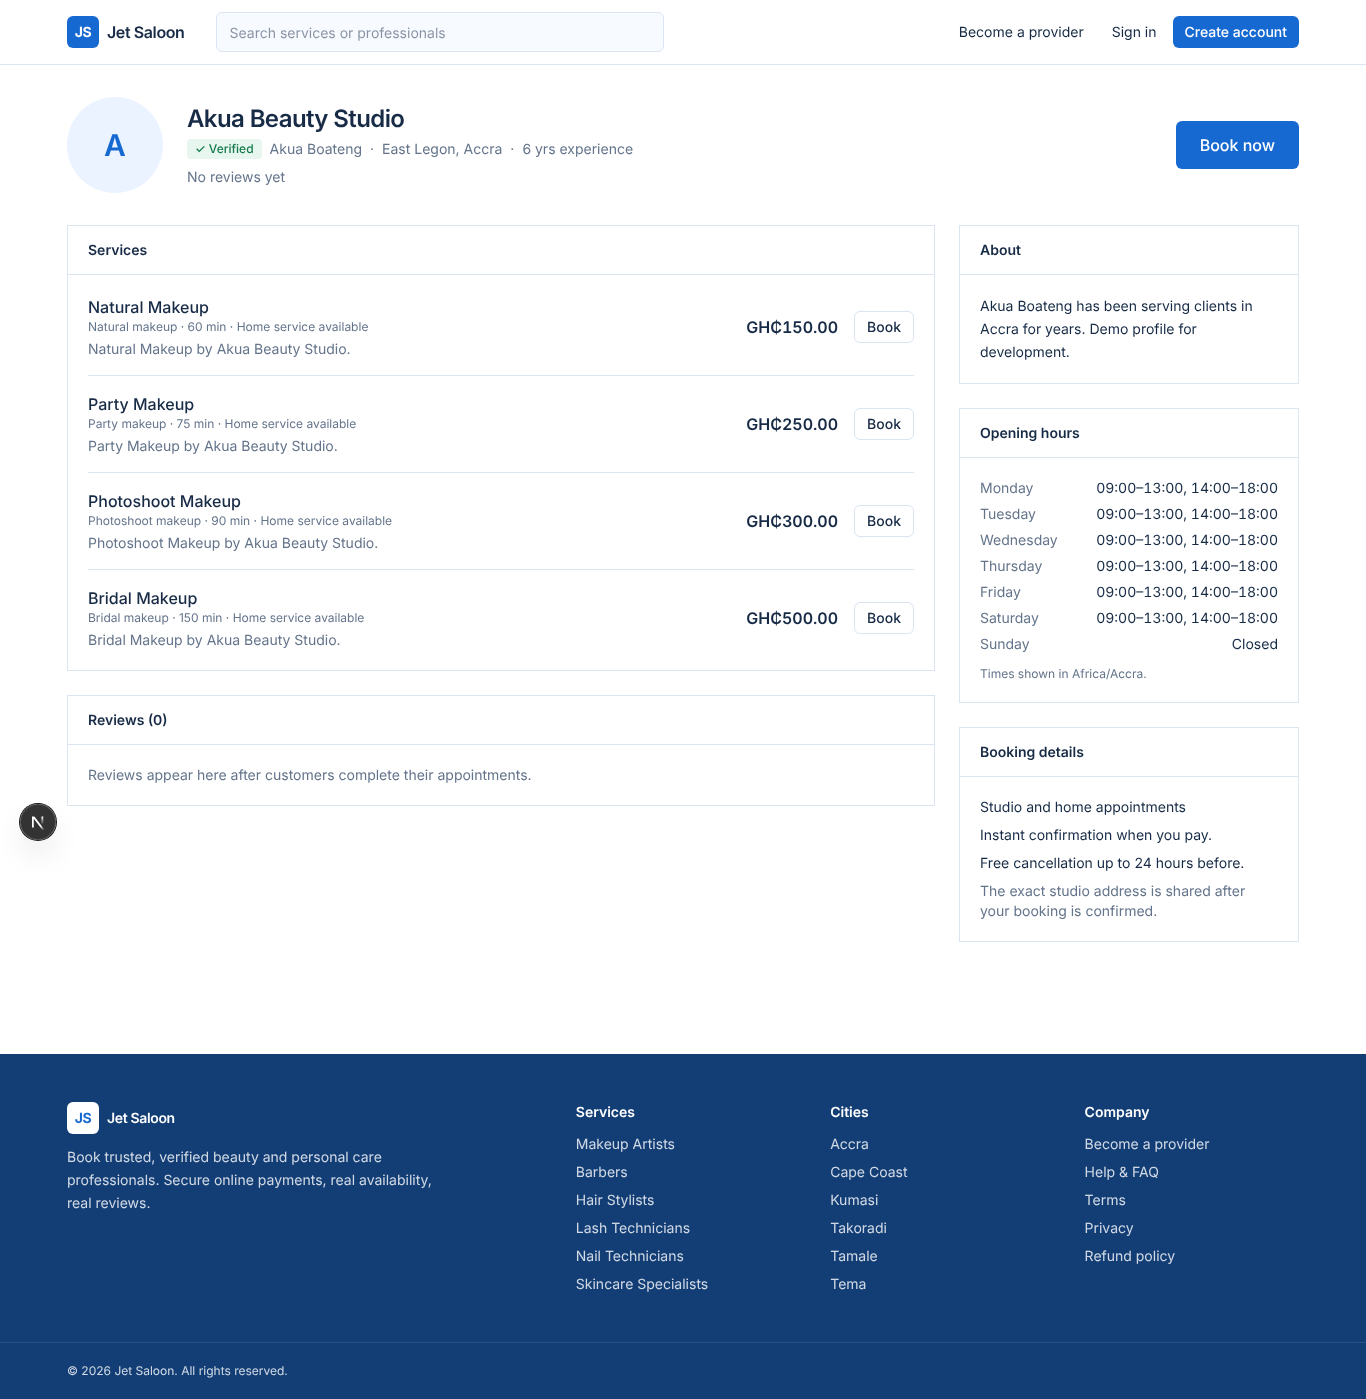 JS Jet Saloon
Search services or professionals
Become a provider
Sign in
Create account
A
Akua Beauty Studio
✓ Verified Akua Boateng · East Legon, Accra · 6 yrs experience
No reviews yet
Book now
Services
Natural Makeup
Natural makeup · 60 min · Home service available
Natural Makeup by Akua Beauty Studio.
GH₵150.00 Book
Party Makeup
Party makeup · 75 min · Home service available
Party Makeup by Akua Beauty Studio.
GH₵250.00 Book
Photoshoot Makeup
Photoshoot makeup · 90 min · Home service available
Photoshoot Makeup by Akua Beauty Studio.
GH₵300.00 Book
Bridal Makeup
Bridal makeup · 150 min · Home service available
Bridal Makeup by Akua Beauty Studio.
GH₵500.00 Book
Reviews (0)
Reviews appear here after customers complete their appointments.
About
Akua Boateng has been serving clients in
Accra for years. Demo profile for
development.
Opening hours
Monday 09:00–13:00, 14:00–18:00
Tuesday 09:00–13:00, 14:00–18:00
Wednesday 09:00–13:00, 14:00–18:00
Thursday 09:00–13:00, 14:00–18:00
Friday 09:00–13:00, 14:00–18:00
Saturday 09:00–13:00, 14:00–18:00
Sunday Closed
Times shown in Africa/Accra.
Booking details
Studio and home appointments
Instant confirmation when you pay.
Free cancellation up to 24 hours before.
The exact studio address is shared after
your booking is confirmed.
N
JS Jet Saloon
Book trusted, verified beauty and personal care
professionals. Secure online payments, real availability,
real reviews.
Services
Makeup Artists
Barbers
Hair Stylists
Lash Technicians
Nail Technicians
Skincare Specialists
Cities
Accra
Cape Coast
Kumasi
Takoradi
Tamale
Tema
Company
Become a provider
Help & FAQ
Terms
Privacy
Refund policy
© 2026 Jet Saloon. All rights reserved.